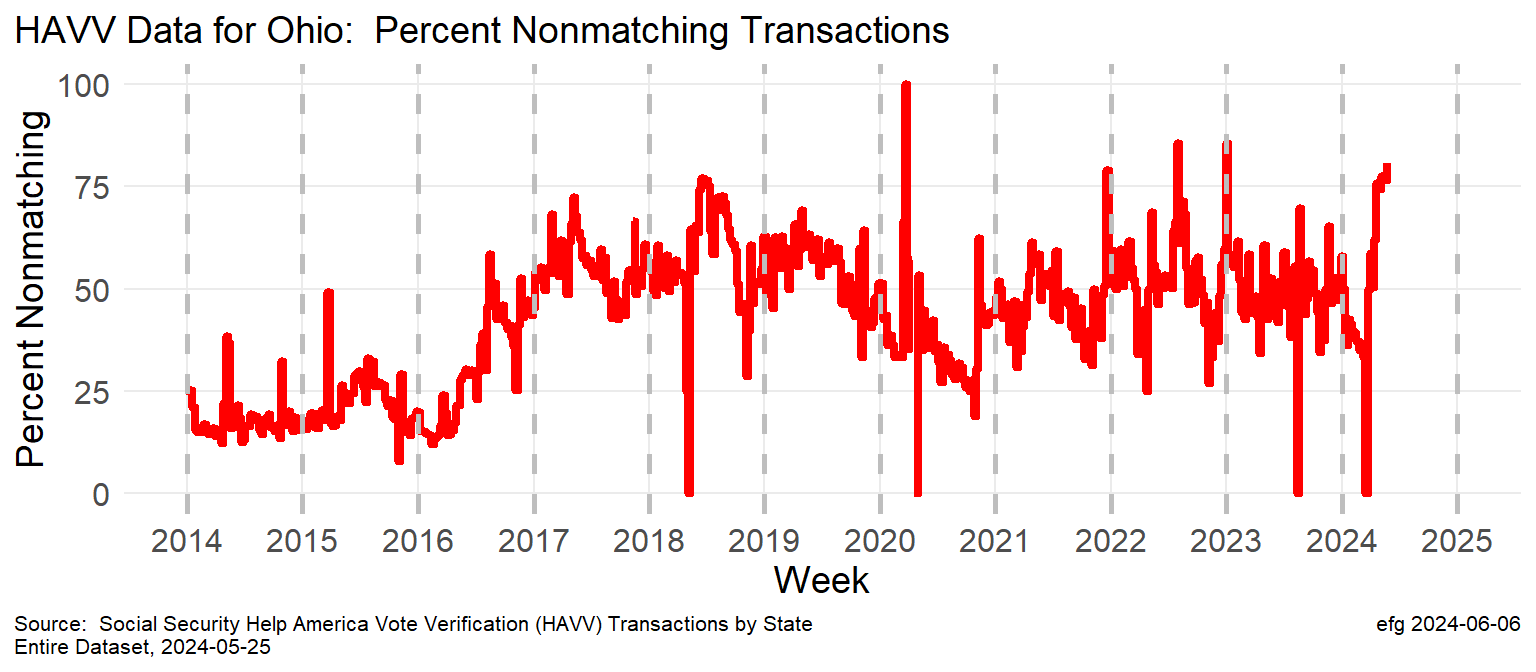 HAVV Data for Ohio:  Percent Nonmatching Transactions
Percent Nonmatching
100
75
50
25
0
2014 2015 2016 2017 2018 2019 2020 2021 2022 2023 2024 2025
Week
Source:  Social Security Help America Vote Verification (HAVV) Transactions by State
Entire Dataset, 2024-05-25
efg 2024-06-06